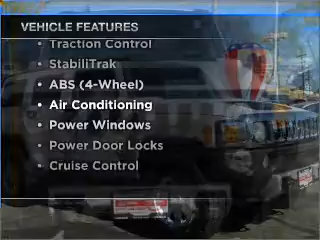 VEHICLE FEATURES
• Traction Control
• StabiliTrak
• ABS (4-Wheel)
• Air Conditioning
• Power Windows
• Power Door Locks
• Cruise Control